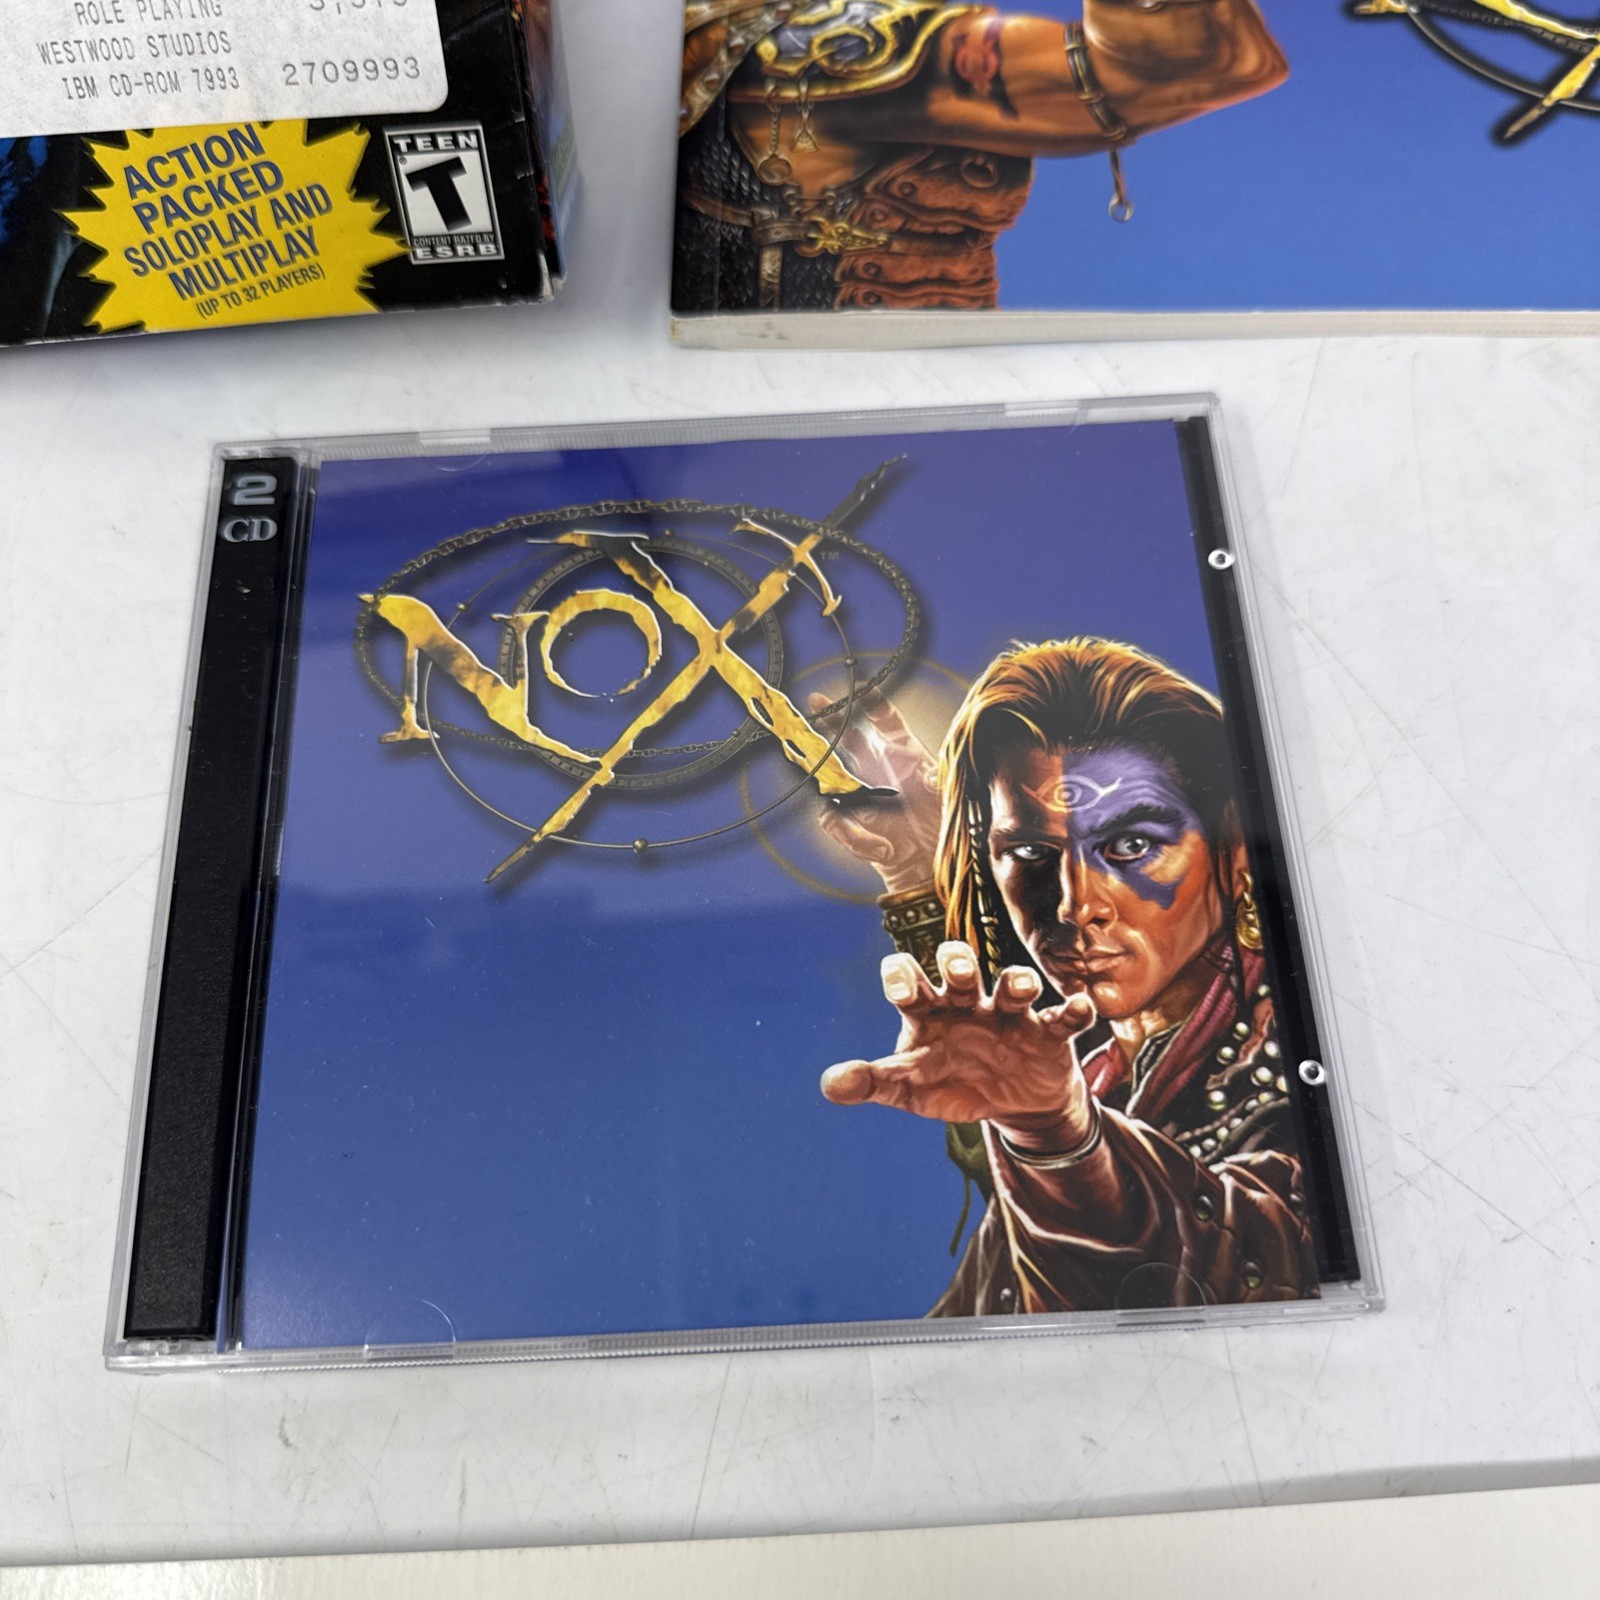 ROLE PLAYING
WESTWOOD STUDIOS
IBM CD-ROM 7993 2709993
ACTION
PACKED
SOLOPLAY AND
MULTIPLAY
(UP TO 32 PLAYERS)
TEEN
T
CONTENT RATED BY
ESRB
2
CD
NOX
TM